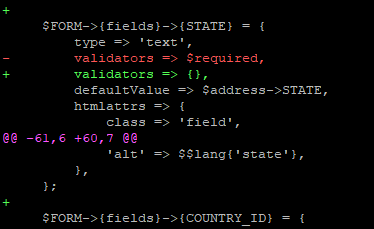 +
$FORM->{fields}->{STATE} = {
type => 'text',
- validators => $required,
+ validators => {},
defaultValue => $address->STATE,
htmlattrs => {
class => 'field',
@@ -61,6 +60,7 @@
'alt' => $$lang{'state'},
},
};
+
$FORM->{fields}->{COUNTRY_ID} = {